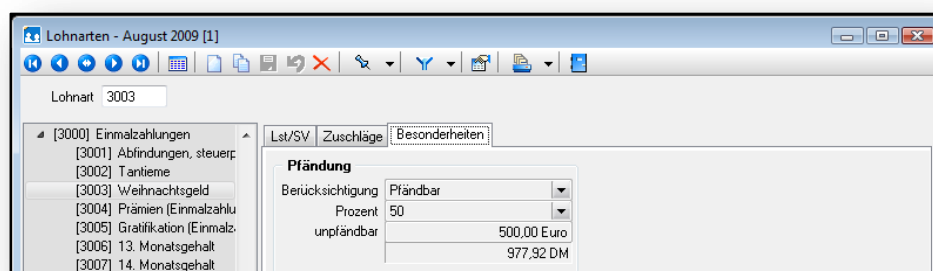 Lohnarten - August 2009 [1]
Lohnart 3003
[3000] Einmalzahlungen
[3001] Abfindungen, steuerp
[3002] Tantieme
[3003] Weihnachtsgeld
[3004] Prämien (Einmalzahlu
[3005] Gratifikation (Einmalz
[3006] 13. Monatsgehalt
[3007] 14. Monatsgehalt
Lst/SV Zuschläge Besonderheiten
Pfändung
Berücksichtigung Pfändbar
Prozent 50
unpfändbar 500,00 Euro
977,92 DM